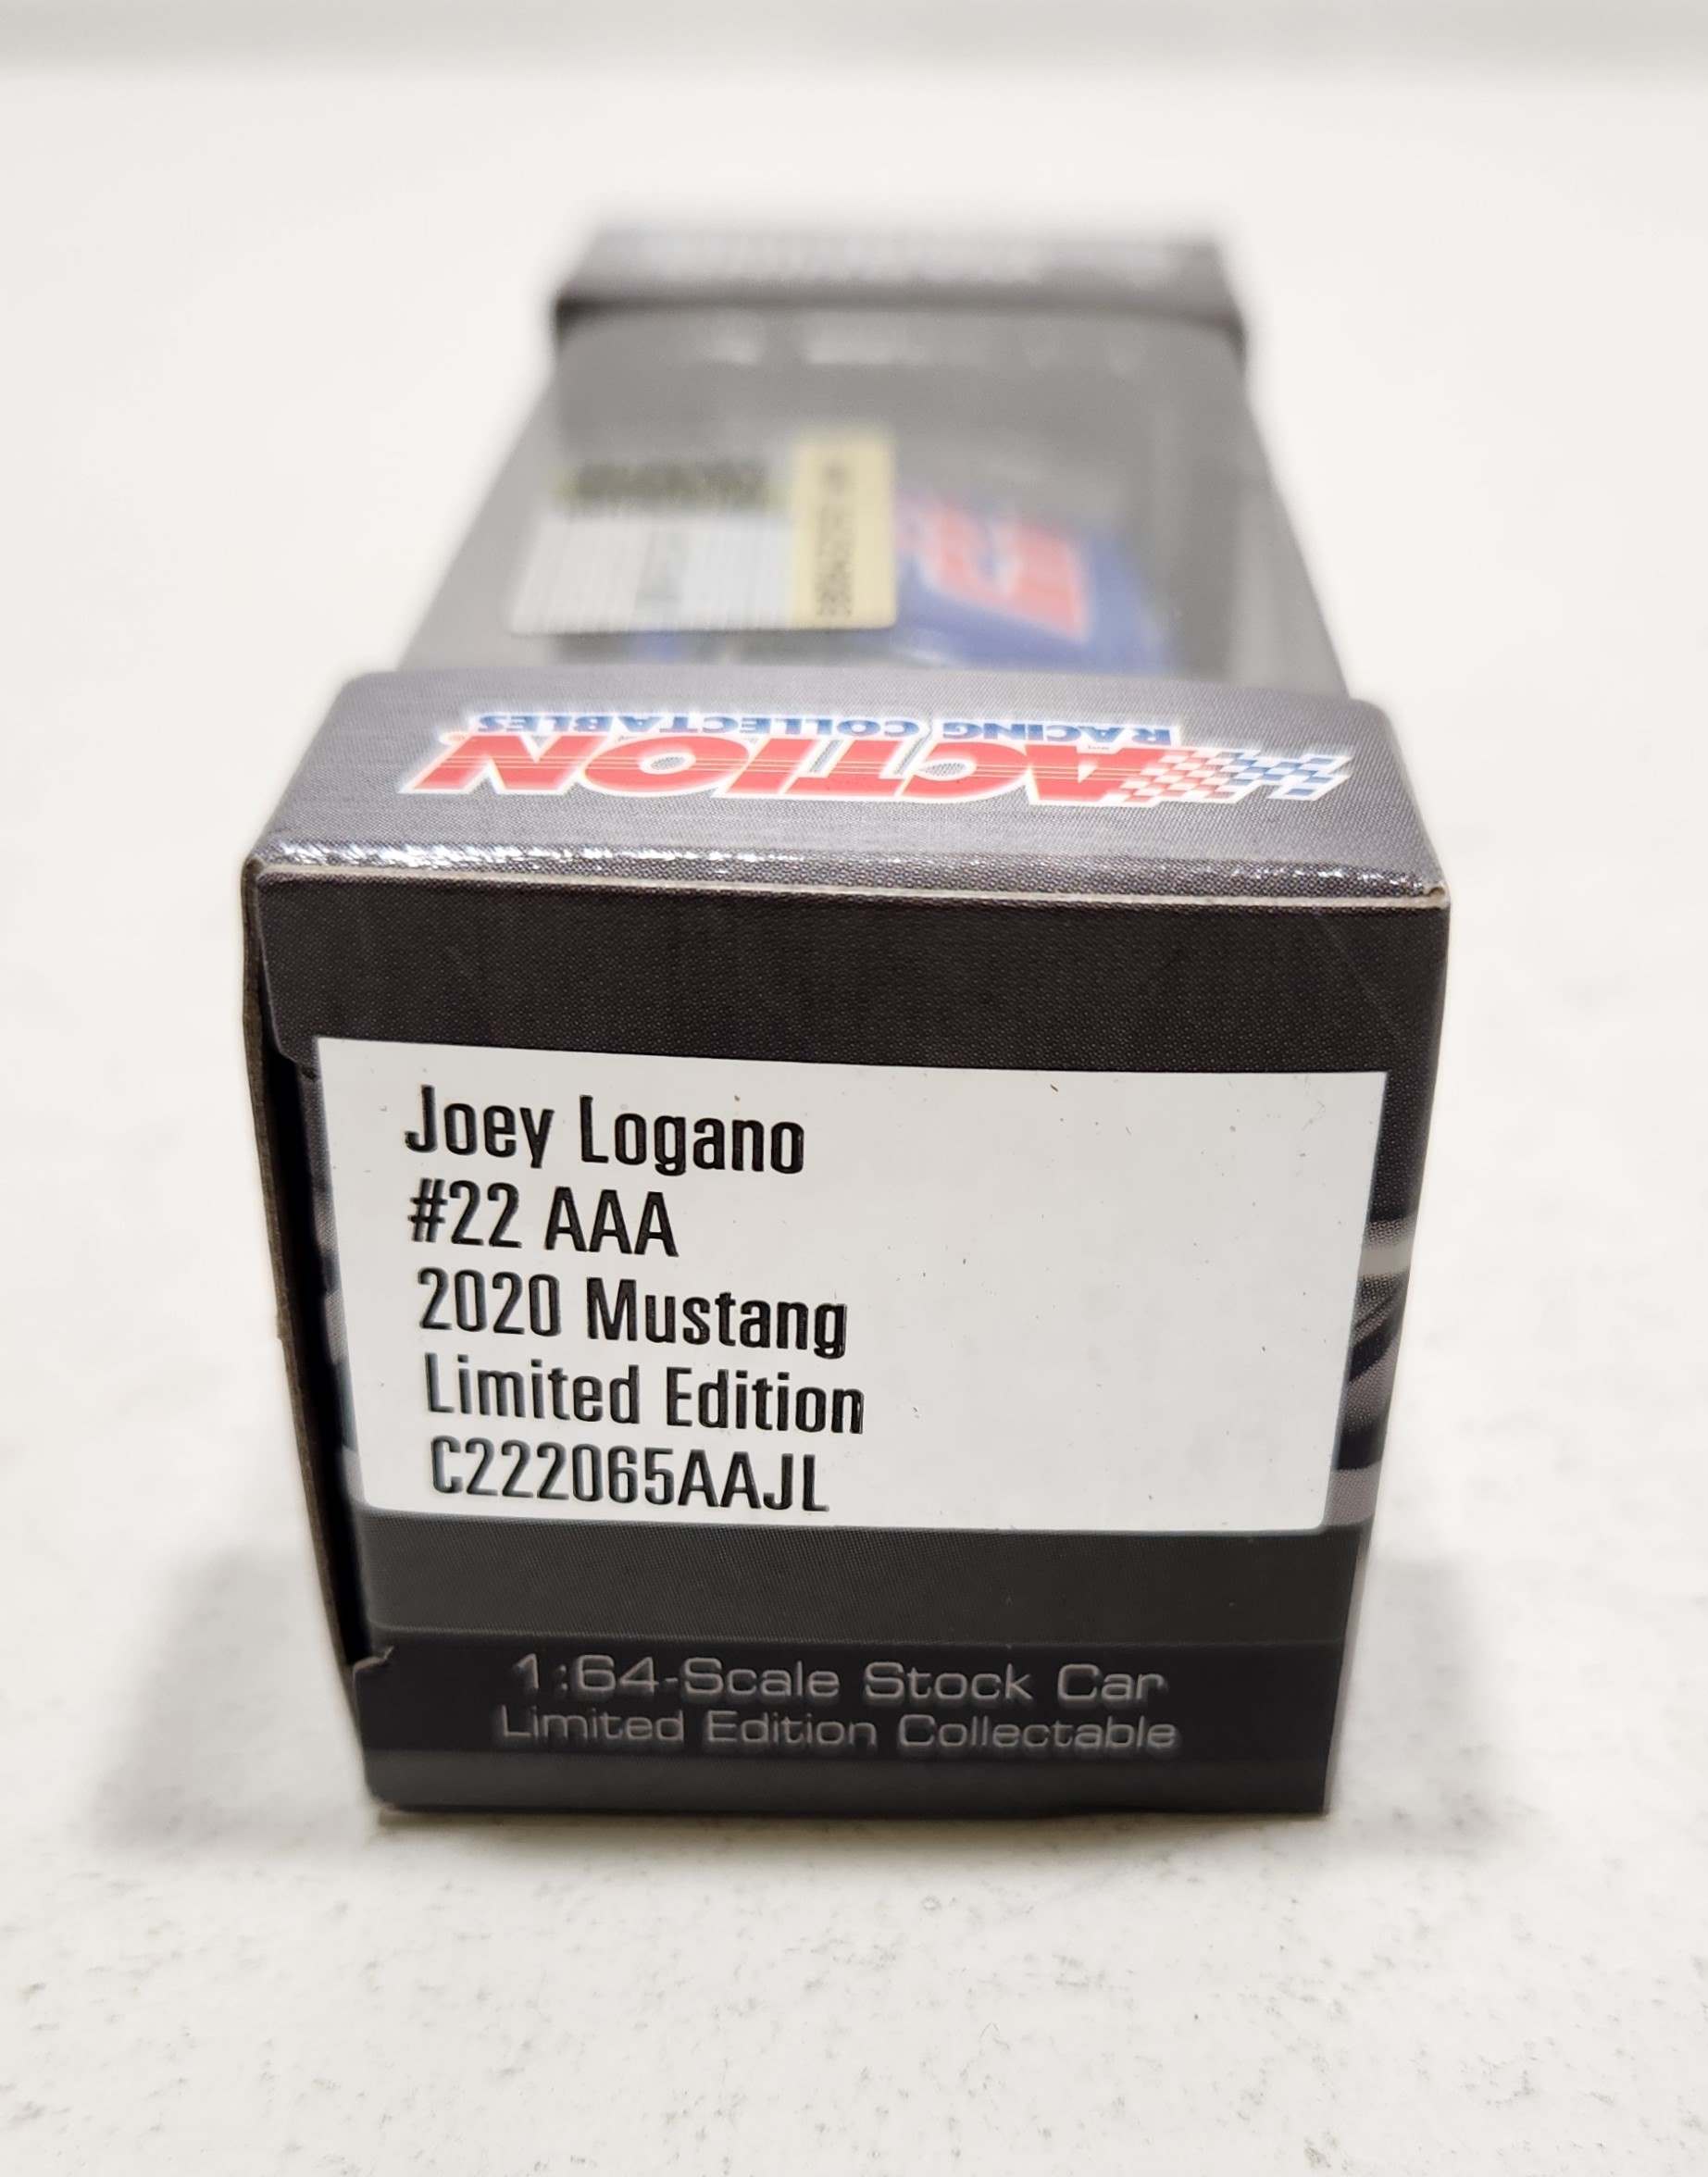 ACTION
RACING COLLECTABLES
Joey Logano
#22 AAA
2020 Mustang
Limited Edition
C222065AAJL
1:64-Scale Stock Car
Limited Edition Collectable